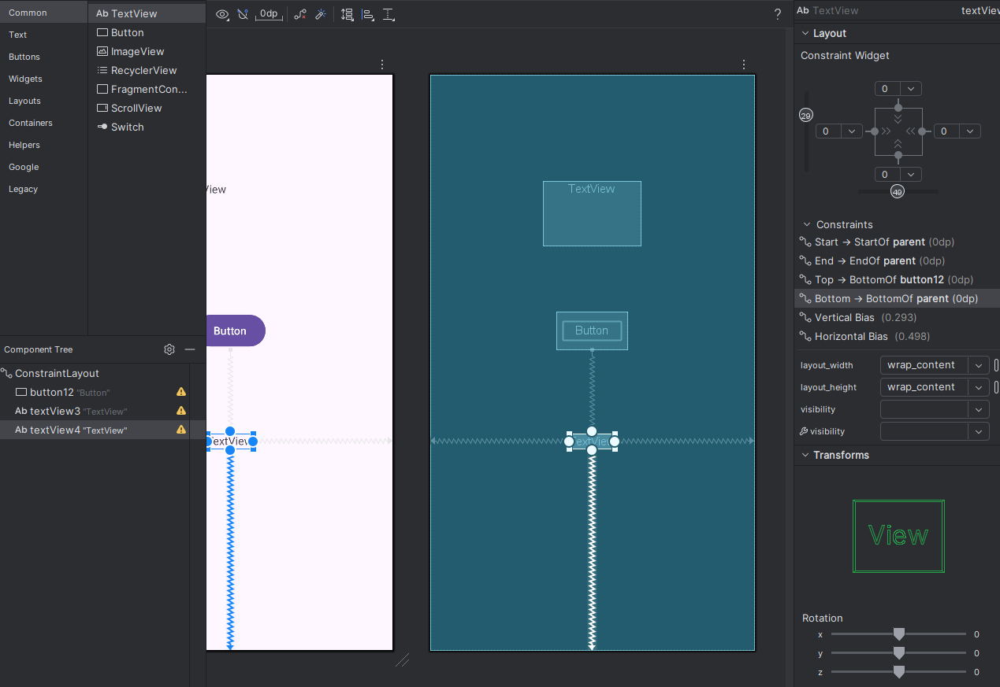 Common
Text
Buttons
Widgets
Layouts
Containers
Helpers
Google
Legacy
Ab TextView
Button
ImageView
RecyclerView
FragmentCon...
ScrollView
Switch
Component Tree
ConstraintLayout
button12 "Button"
Ab textView3 "TextView"
Ab textView4 "TextView"
0dp
?
View
Button
TextView
TextView
Button
TextView
Ab TextView textView
Layout
Constraint Widget
0
29
0
0
0
49
Constraints
Start → StartOf parent (0dp)
End → EndOf parent (0dp)
Top → BottomOf button12 (0dp)
Bottom → BottomOf parent (0dp)
Vertical Bias (0.293)
Horizontal Bias (0.498)
layout_width wrap_content
layout_height wrap_content
visibility
visibility
Transforms
View
Rotation
x 0
y 0
z 0